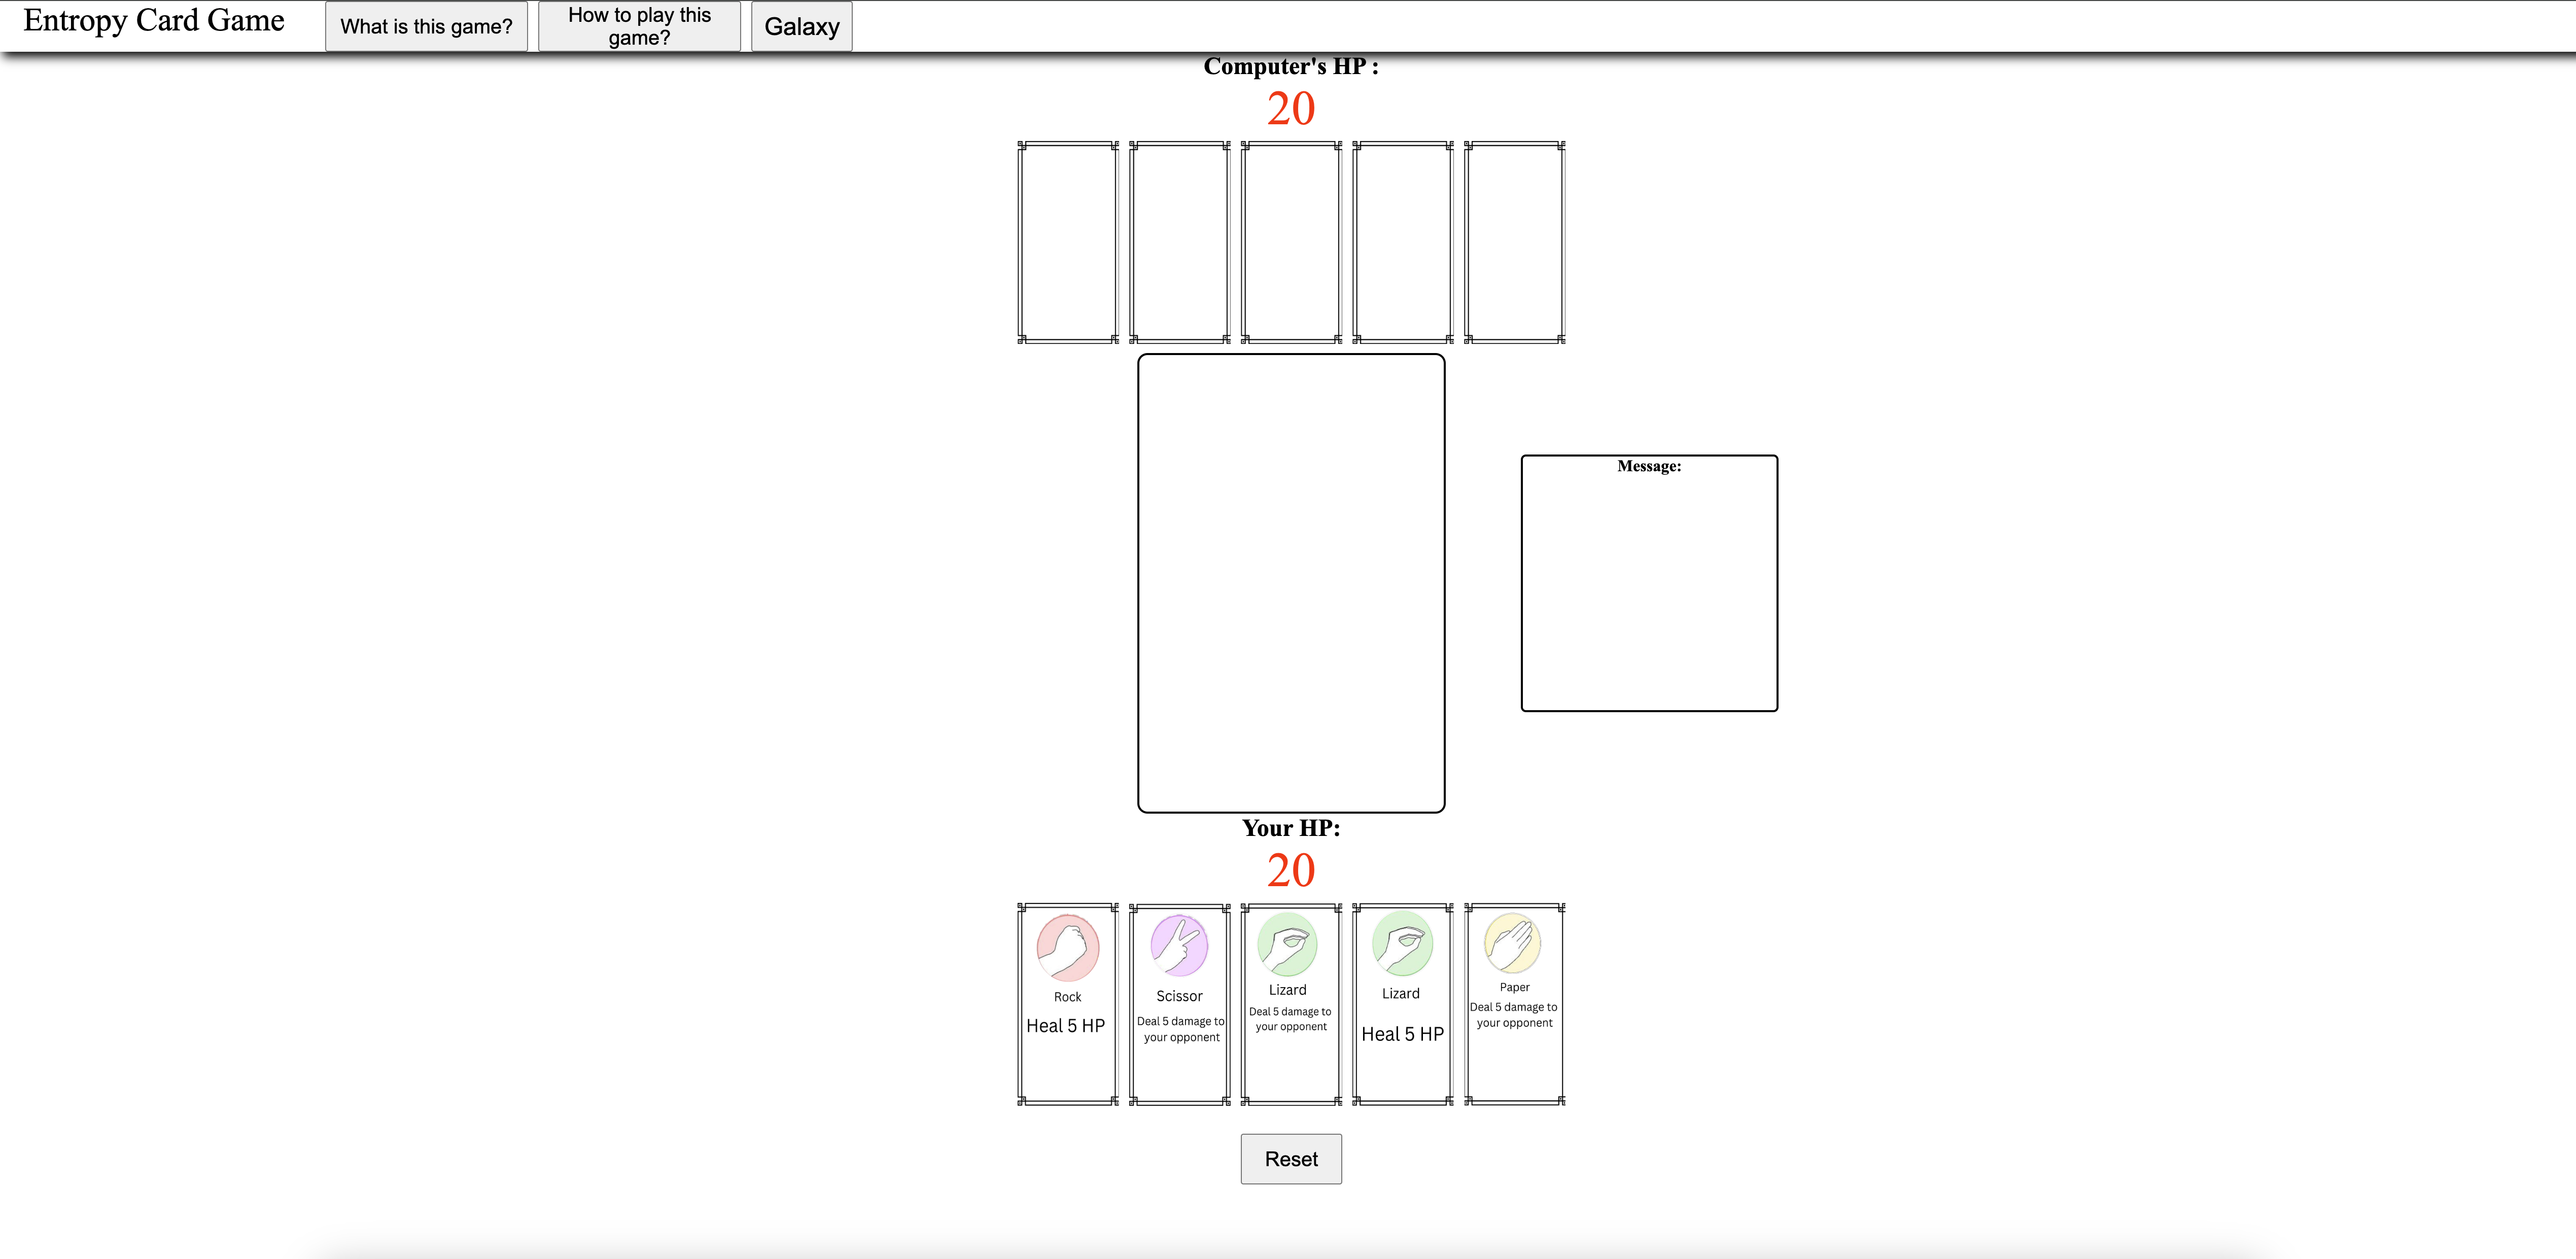 Entropy Card Game
What is this game?
How to play this
game?
Galaxy
Computer's HP :
20
Message:
Your HP:
20
Rock
Heal 5 HP
Scissor
Deal 5 damage to
your opponent
Lizard
Deal 5 damage to
your opponent
Lizard
Heal 5 HP
Paper
Deal 5 damage to
your opponent
Reset